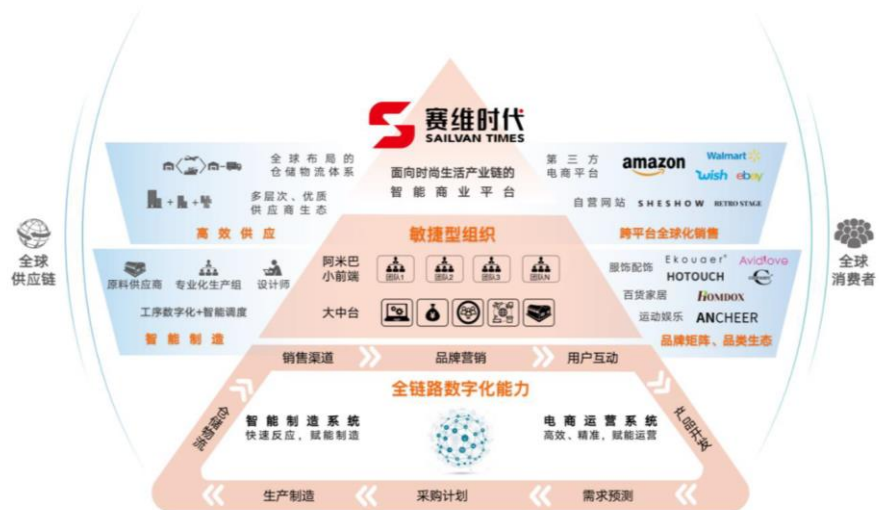 赛维时代
SAILVAN TIMES
面向时尚生活产业链的
智能商业平台
全球布局的
仓储物流体系
多层次、优质
供应商生态
高效供应
第三方
电商平台
amazon
Walmart
wish
ebay
自营网站
SHESHOW
RETRO STAGE
跨平台全球化销售
全球
供应链
全球
消费者
原料供应商
专业化生产组
设计师
工序数字化+智能调度
智能制造
敏捷型组织
阿米巴
小前端
团队1
团队2
团队3
团队N
大中台
服饰配饰
Ekouaer
Avidlove
HOTOUCH
百货家居
HOMDOX
运动娱乐
ANCHEER
品牌矩阵、品类生态
销售渠道
品牌营销
用户互动
全链路数字化能力
智能制造系统
快速反应，赋能制造
电商运营系统
高效、精准，赋能运营
仓储物流
产品开发
生产制造
采购计划
需求预测